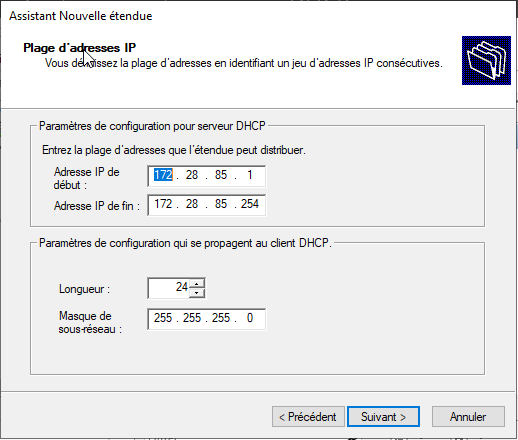 Assistant Nouvelle étendue
Plage d'adresses IP
Vous définissez la plage d'adresses en identifiant un jeu d'adresses IP consécutives.
Paramètres de configuration pour serveur DHCP
Entrez la plage d'adresses que l'étendue peut distribuer.
Adresse IP de début :
172 . 28 . 85 . 1
Adresse IP de fin :
172 . 28 . 85 . 254
Paramètres de configuration qui se propagent au client DHCP.
Longueur :
24
Masque de sous-réseau :
255 . 255 . 255 . 0
< Précédent
Suivant >
Annuler